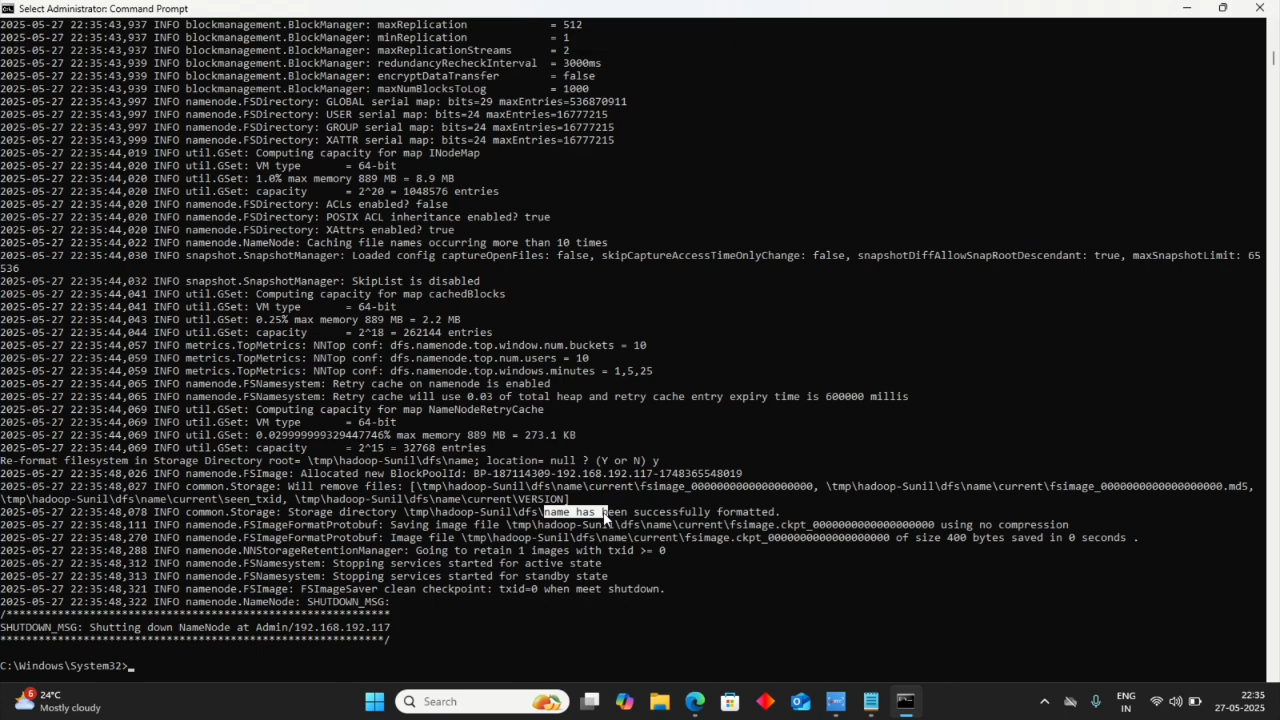 Select Administrator: Command Prompt
2025-05-27 22:35:43,937 INFO blockmanagement.BlockManager: maxReplication             = 512
2025-05-27 22:35:43,937 INFO blockmanagement.BlockManager: minReplication             = 1
2025-05-27 22:35:43,937 INFO blockmanagement.BlockManager: maxReplicationStreams      = 2
2025-05-27 22:35:43,939 INFO blockmanagement.BlockManager: redundancyRecheckInterval  = 3000ms
2025-05-27 22:35:43,939 INFO blockmanagement.BlockManager: encryptDataTransfer        = false
2025-05-27 22:35:43,939 INFO blockmanagement.BlockManager: maxNumBlocksToLog          = 1000
2025-05-27 22:35:43,997 INFO namenode.FSDirectory: GLOBAL serial map: bits=29 maxEntries=536870911
2025-05-27 22:35:43,997 INFO namenode.FSDirectory: USER serial map: bits=24 maxEntries=16777215
2025-05-27 22:35:43,997 INFO namenode.FSDirectory: GROUP serial map: bits=24 maxEntries=16777215
2025-05-27 22:35:43,999 INFO namenode.FSDirectory: XATTR serial map: bits=24 maxEntries=16777215
2025-05-27 22:35:44,019 INFO util.GSet: Computing capacity for map INodeMap
2025-05-27 22:35:44,020 INFO util.GSet: VM type       = 64-bit
2025-05-27 22:35:44,020 INFO util.GSet: 1.0% max memory 889 MB = 8.9 MB
2025-05-27 22:35:44,020 INFO util.GSet: capacity      = 2^20 = 1048576 entries
2025-05-27 22:35:44,020 INFO namenode.FSDirectory: ACLs enabled? false
2025-05-27 22:35:44,020 INFO namenode.FSDirectory: POSIX ACL inheritance enabled? true
2025-05-27 22:35:44,020 INFO namenode.FSDirectory: XAttrs enabled? true
2025-05-27 22:35:44,022 INFO namenode.NameNode: Caching file names occurring more than 10 times
2025-05-27 22:35:44,030 INFO snapshot.SnapshotManager: Loaded config captureOpenFiles: false, skipCaptureAccessTimeOnlyChange: false, snapshotDiffAllowSnapRootDescendant: true, maxSnapshotLimit: 65
536
2025-05-27 22:35:44,032 INFO snapshot.SnapshotManager: SkipList is disabled
2025-05-27 22:35:44,041 INFO util.GSet: Computing capacity for map cachedBlocks
2025-05-27 22:35:44,041 INFO util.GSet: VM type       = 64-bit
2025-05-27 22:35:44,043 INFO util.GSet: 0.25% max memory 889 MB = 2.2 MB
2025-05-27 22:35:44,044 INFO util.GSet: capacity      = 2^18 = 262144 entries
2025-05-27 22:35:44,057 INFO metrics.TopMetrics: NNTop conf: dfs.namenode.top.window.num.buckets = 10
2025-05-27 22:35:44,059 INFO metrics.TopMetrics: NNTop conf: dfs.namenode.top.num.users = 10
2025-05-27 22:35:44,059 INFO metrics.TopMetrics: NNTop conf: dfs.namenode.top.windows.minutes = 1,5,25
2025-05-27 22:35:44,065 INFO namenode.FSNamesystem: Retry cache on namenode is enabled
2025-05-27 22:35:44,065 INFO namenode.FSNamesystem: Retry cache will use 0.03 of total heap and retry cache entry expiry time is 600000 millis
2025-05-27 22:35:44,069 INFO util.GSet: Computing capacity for map NameNodeRetryCache
2025-05-27 22:35:44,069 INFO util.GSet: VM type       = 64-bit
2025-05-27 22:35:44,069 INFO util.GSet: 0.029999999329447746% max memory 889 MB = 273.1 KB
2025-05-27 22:35:44,069 INFO util.GSet: capacity      = 2^15 = 32768 entries
Re-format filesystem in Storage Directory root= \tmp\hadoop-Sunil\dfs\name; location= null ? (Y or N) y
2025-05-27 22:35:48,026 INFO namenode.FSImage: Allocated new BlockPoolId: BP-187114309-192.168.192.117-1748365548019
2025-05-27 22:35:48,027 INFO common.Storage: Will remove files: [\tmp\hadoop-Sunil\dfs\name\current\fsimage_0000000000000000000, \tmp\hadoop-Sunil\dfs\name\current\fsimage_0000000000000000000.md5,
\tmp\hadoop-Sunil\dfs\name\current\seen_txid, \tmp\hadoop-Sunil\dfs\name\current\VERSION]
2025-05-27 22:35:48,078 INFO common.Storage: Storage directory \tmp\hadoop-Sunil\dfs\name has been successfully formatted.
2025-05-27 22:35:48,111 INFO namenode.FSImageFormatProtobuf: Saving image file \tmp\hadoop-Sunil\dfs\name\current\fsimage.ckpt_0000000000000000000 using no compression
2025-05-27 22:35:48,270 INFO namenode.FSImageFormatProtobuf: Image file \tmp\hadoop-Sunil\dfs\name\current\fsimage.ckpt_0000000000000000000 of size 400 bytes saved in 0 seconds .
2025-05-27 22:35:48,288 INFO namenode.NNStorageRetentionManager: Going to retain 1 images with txid >= 0
2025-05-27 22:35:48,312 INFO namenode.FSNamesystem: Stopping services started for active state
2025-05-27 22:35:48,313 INFO namenode.FSNamesystem: Stopping services started for standby state
2025-05-27 22:35:48,321 INFO namenode.FSImage: FSImageSaver clean checkpoint: txid=0 when meet shutdown.
2025-05-27 22:35:48,322 INFO namenode.NameNode: SHUTDOWN_MSG:
/************************************************************
SHUTDOWN_MSG: Shutting down NameNode at Admin/192.168.192.117
************************************************************/
C:\Windows\System32>
6
24°C
Mostly cloudy
Search
ENG
IN
22:35
27-05-2025